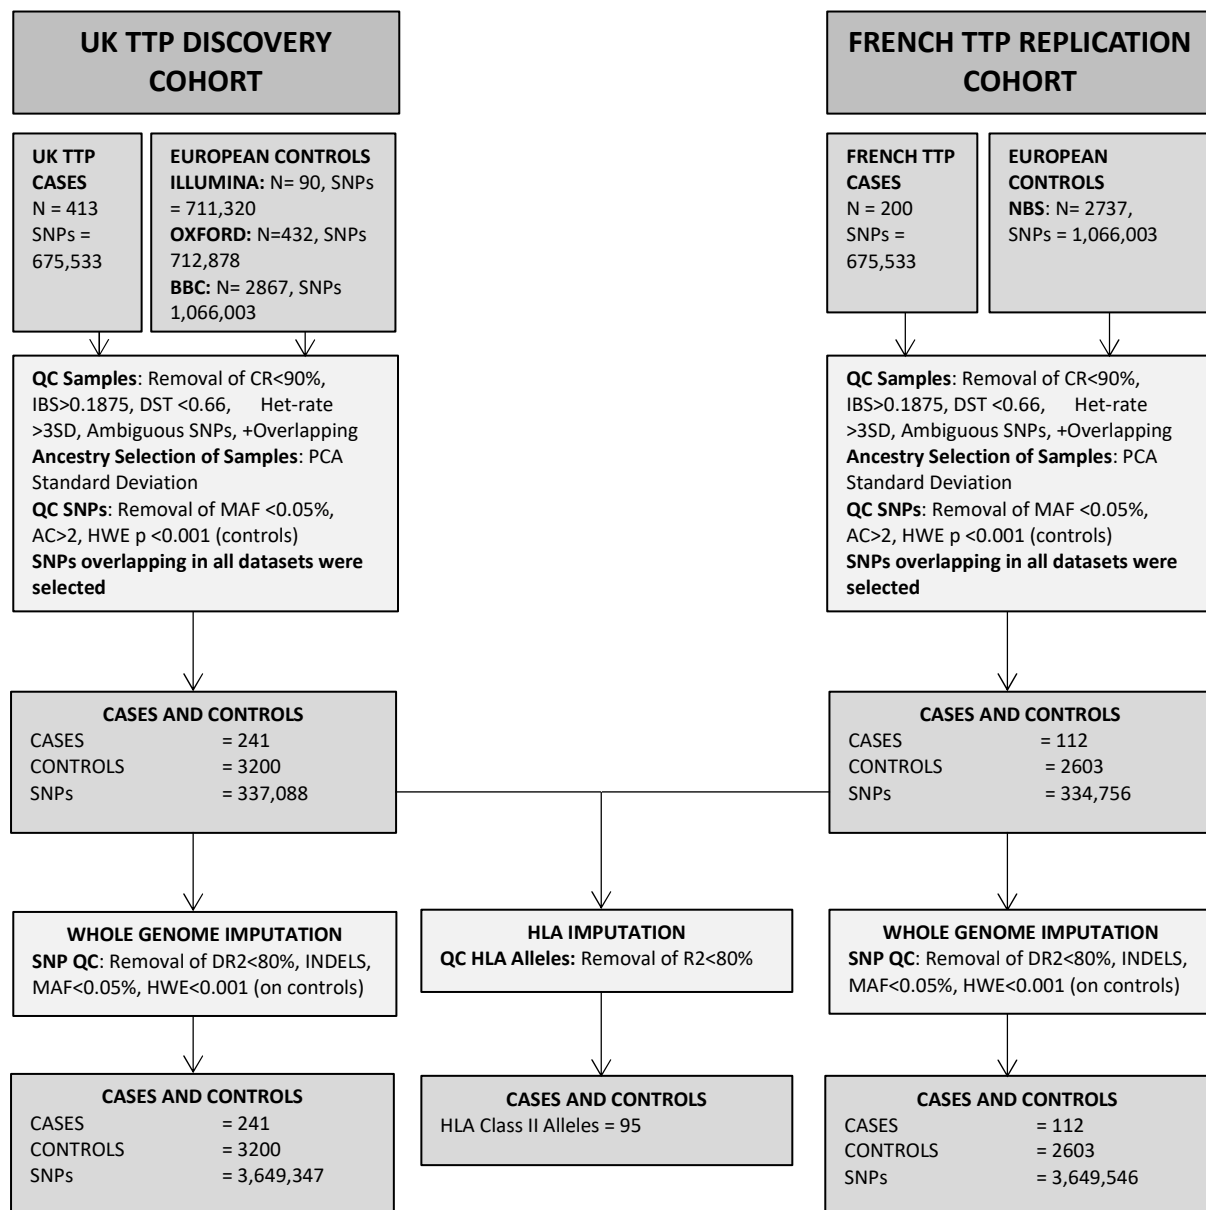 UK TTP DISCOVERY
COHORT
FRENCH TTP REPLICATION
COHORT
UK TTP
CASES
N = 413
SNPs =
675,533
EUROPEAN CONTROLS
ILLUMINA: N= 90, SNPs
= 711,320
OXFORD: N=432, SNPs
712,878
BBC: N= 2867, SNPs
1,066,003
FRENCH TTP
CASES
N = 200
SNPs =
675,533
EUROPEAN
CONTROLS
NBS: N= 2737,
SNPs = 1,066,003
QC Samples: Removal of CR<90%,
IBS>0.1875, DST <0.66, Het-rate
>3SD, Ambiguous SNPs, +Overlapping
Ancestry Selection of Samples: PCA
Standard Deviation
QC SNPs: Removal of MAF <0.05%,
AC>2, HWE p <0.001 (controls)
SNPs overlapping in all datasets were
selected
QC Samples: Removal of CR<90%,
IBS>0.1875, DST <0.66, Het-rate
>3SD, Ambiguous SNPs, +Overlapping
Ancestry Selection of Samples: PCA
Standard Deviation
QC SNPs: Removal of MAF <0.05%,
AC>2, HWE p <0.001 (controls)
SNPs overlapping in all datasets were
selected
CASES AND CONTROLS
CASES = 241
CONTROLS = 3200
SNPs = 337,088
CASES AND CONTROLS
CASES = 112
CONTROLS = 2603
SNPs = 334,756
WHOLE GENOME IMPUTATION
SNP QC: Removal of DR2<80%, INDELS,
MAF<0.05%, HWE<0.001 (on controls)
HLA IMPUTATION
QC HLA Alleles: Removal of R2<80%
WHOLE GENOME IMPUTATION
SNP QC: Removal of DR2<80%, INDELS,
MAF<0.05%, HWE<0.001 (on controls)
CASES AND CONTROLS
CASES = 241
CONTROLS = 3200
SNPs = 3,649,347
CASES AND CONTROLS
HLA Class II Alleles = 95
CASES AND CONTROLS
CASES = 112
CONTROLS = 2603
SNPs = 3,649,546